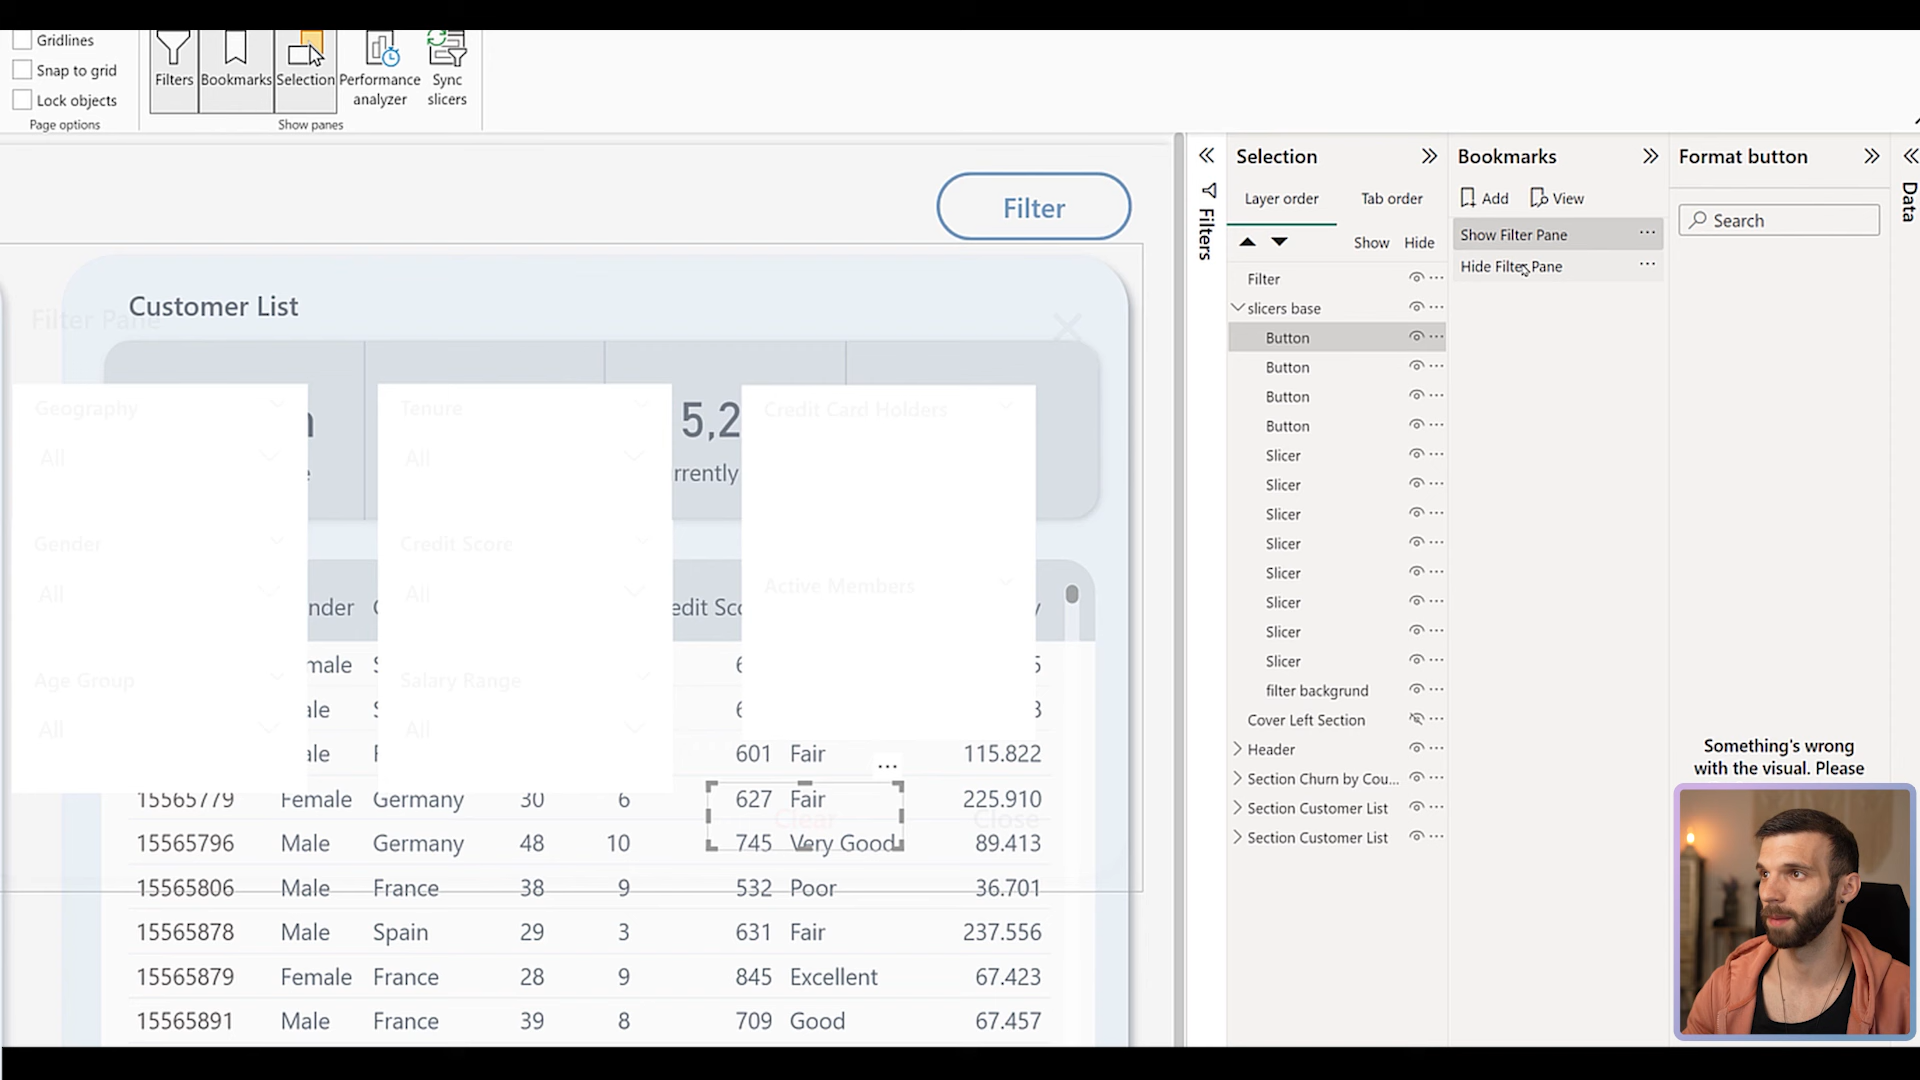 Gridlines
Snap to grid
Lock objects
Page options
Filters
Bookmarks
Selection
Performance
analyzer
Sync
slicers
Show panes
Filter
Customer List
Filter Pane
5,2
rrently
Geography
All
Tenure
All
Credit Card Holders
Gender
All
Credit Score
All
Active Members
Age Group
All
Salary Range
All
nder
edit Sco
male
ale
ale
601 Fair 115.822
15565779 Female Germany 30 6 627 Fair 225.910
Clear
Close
15565796 Male Germany 48 10 745 Very Good 89.413
15565806 Male France 38 9 532 Poor 36.701
15565878 Male Spain 29 3 631 Fair 237.556
15565879 Female France 28 9 845 Excellent 67.423
15565891 Male France 39 8 709 Good 67.457
Filters
Selection
Layer order
Tab order
Show
Hide
Filter
slicers base
Button
Button
Button
Button
Slicer
Slicer
Slicer
Slicer
Slicer
Slicer
Slicer
Slicer
filter backgrund
Cover Left Section
Header
Section Churn by Cou...
Section Customer List
Section Customer List
Bookmarks
Add
View
Show Filter Pane
Hide Filter Pane
Format button
Search
Something's wrong
with the visual. Please
Data